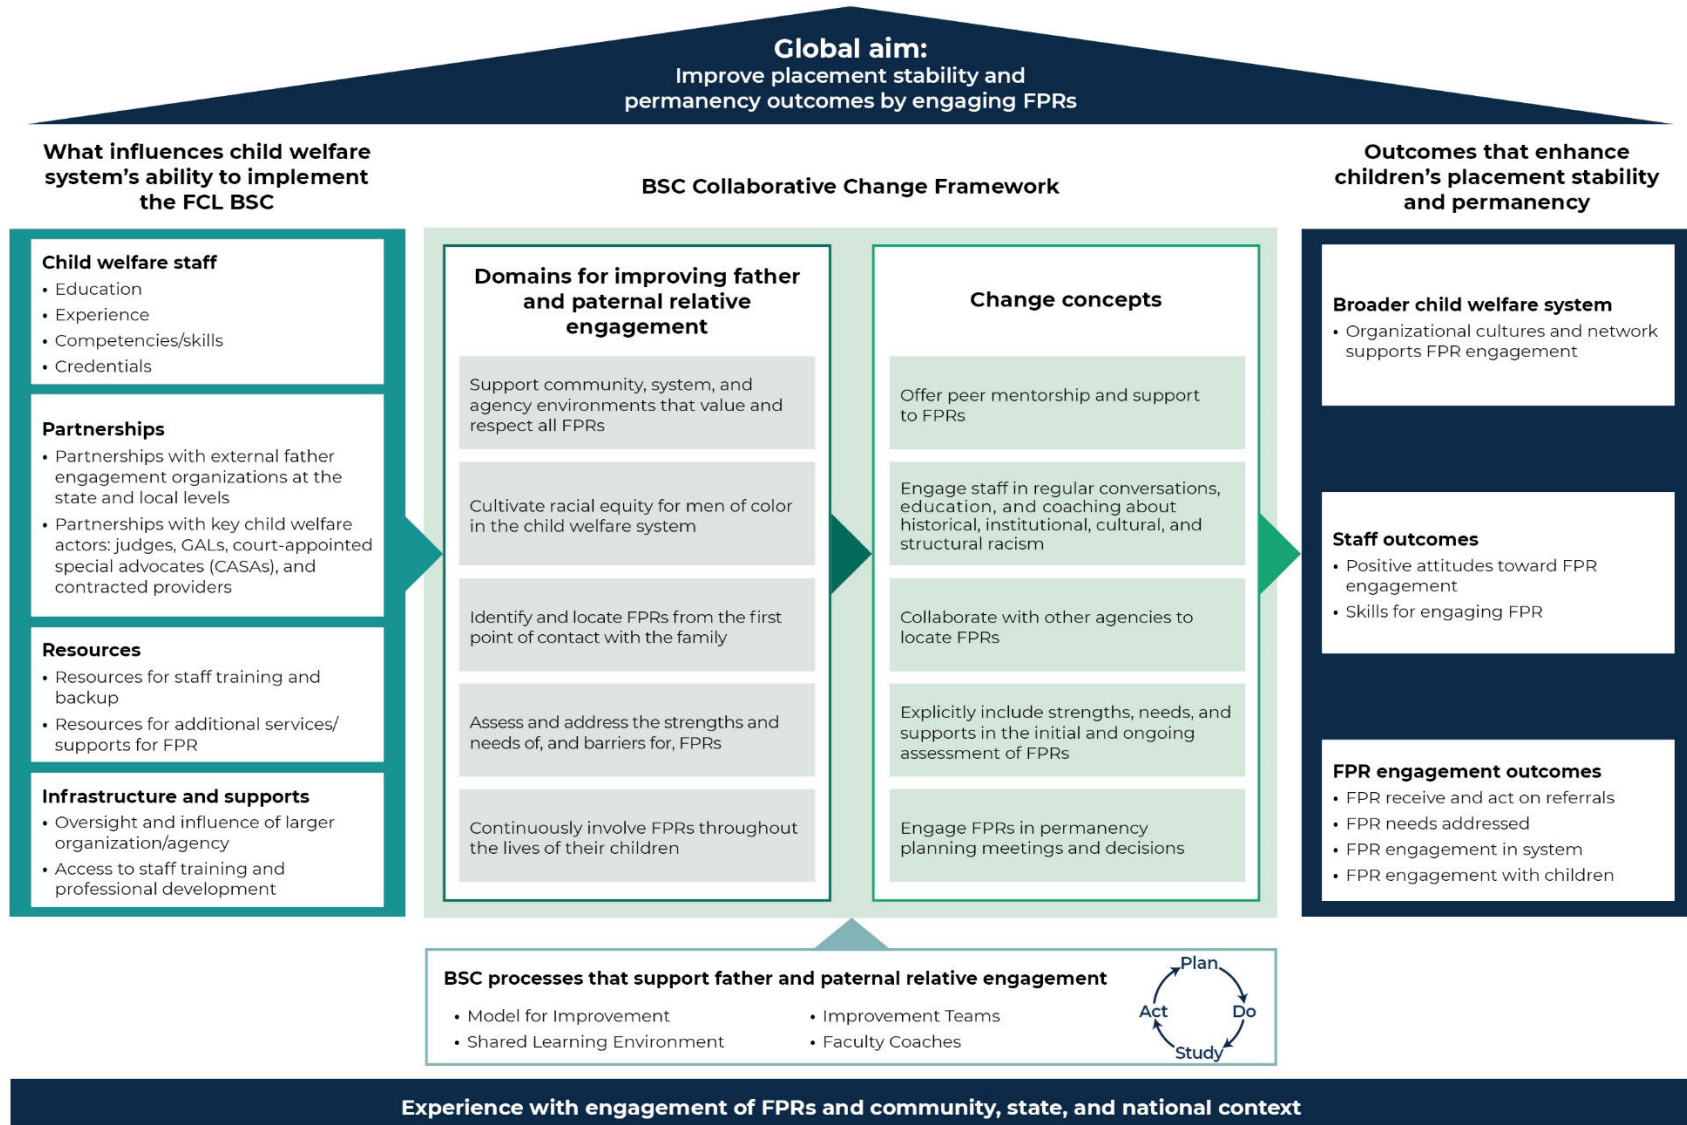 Global aim:
Improve placement stability and
permanency outcomes by engaging FPRs
What influences child welfare
system's ability to implement
the FCL BSC
Child welfare staff
• Education
• Experience
• Competencies/skills
• Credentials
Partnerships
• Partnerships with external father
engagement organizations at the
state and local levels
• Partnerships with key child welfare
actors: judges, GALs, court-appointed
special advocates (CASAs), and
contracted providers
Resources
• Resources for staff training and
backup
• Resources for additional services/
supports for FPR
Infrastructure and supports
• Oversight and influence of larger
organization/agency
• Access to staff training and
professional development
BSC Collaborative Change Framework
Domains for improving father
and paternal relative
engagement
Support community, system, and
agency environments that value and
respect all FPRs
Cultivate racial equity for men of color
in the child welfare system
Identify and locate FPRs from the first
point of contact with the family
Assess and address the strengths and
needs of, and barriers for, FPRs
Continuously involve FPRs throughout
the lives of their children
Change concepts
Offer peer mentorship and support
to FPRs
Engage staff in regular conversations,
education, and coaching about
historical, institutional, cultural, and
structural racism
Collaborate with other agencies to
locate FPRs
Explicitly include strengths, needs, and
supports in the initial and ongoing
assessment of FPRs
Engage FPRs in permanency
planning meetings and decisions
Outcomes that enhance
children's placement stability
and permanency
Broader child welfare system
• Organizational cultures and network
supports FPR engagement
Staff outcomes
• Positive attitudes toward FPR
engagement
• Skills for engaging FPR
FPR engagement outcomes
• FPR receive and act on referrals
• FPR needs addressed
• FPR engagement in system
• FPR engagement with children
BSC processes that support father and paternal relative engagement
• Model for Improvement
• Shared Learning Environment
• Improvement Teams
• Faculty Coaches
Plan
Do
Study
Act
Experience with engagement of FPRs and community, state, and national context